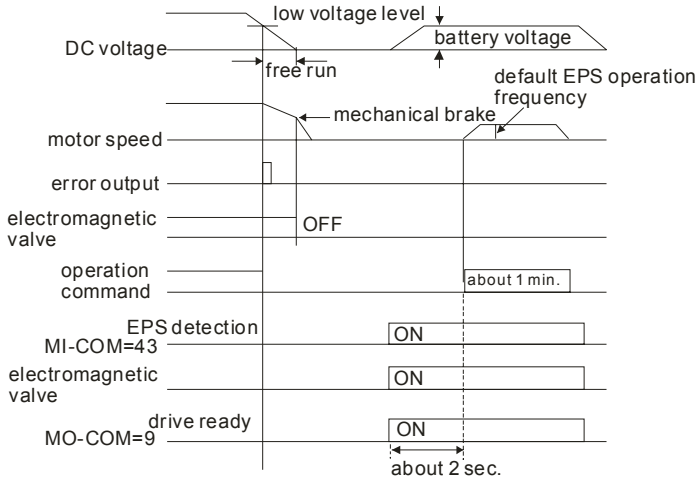 low voltage level
DC voltage
battery voltage
free run
default EPS operation
frequency
mechanical brake
motor speed
error output
electromagnetic
valve
OFF
operation
command
about 1 min.
EPS detection
MI-COM=43
ON
electromagnetic
valve
ON
drive ready
MO-COM=9
ON
about 2 sec.